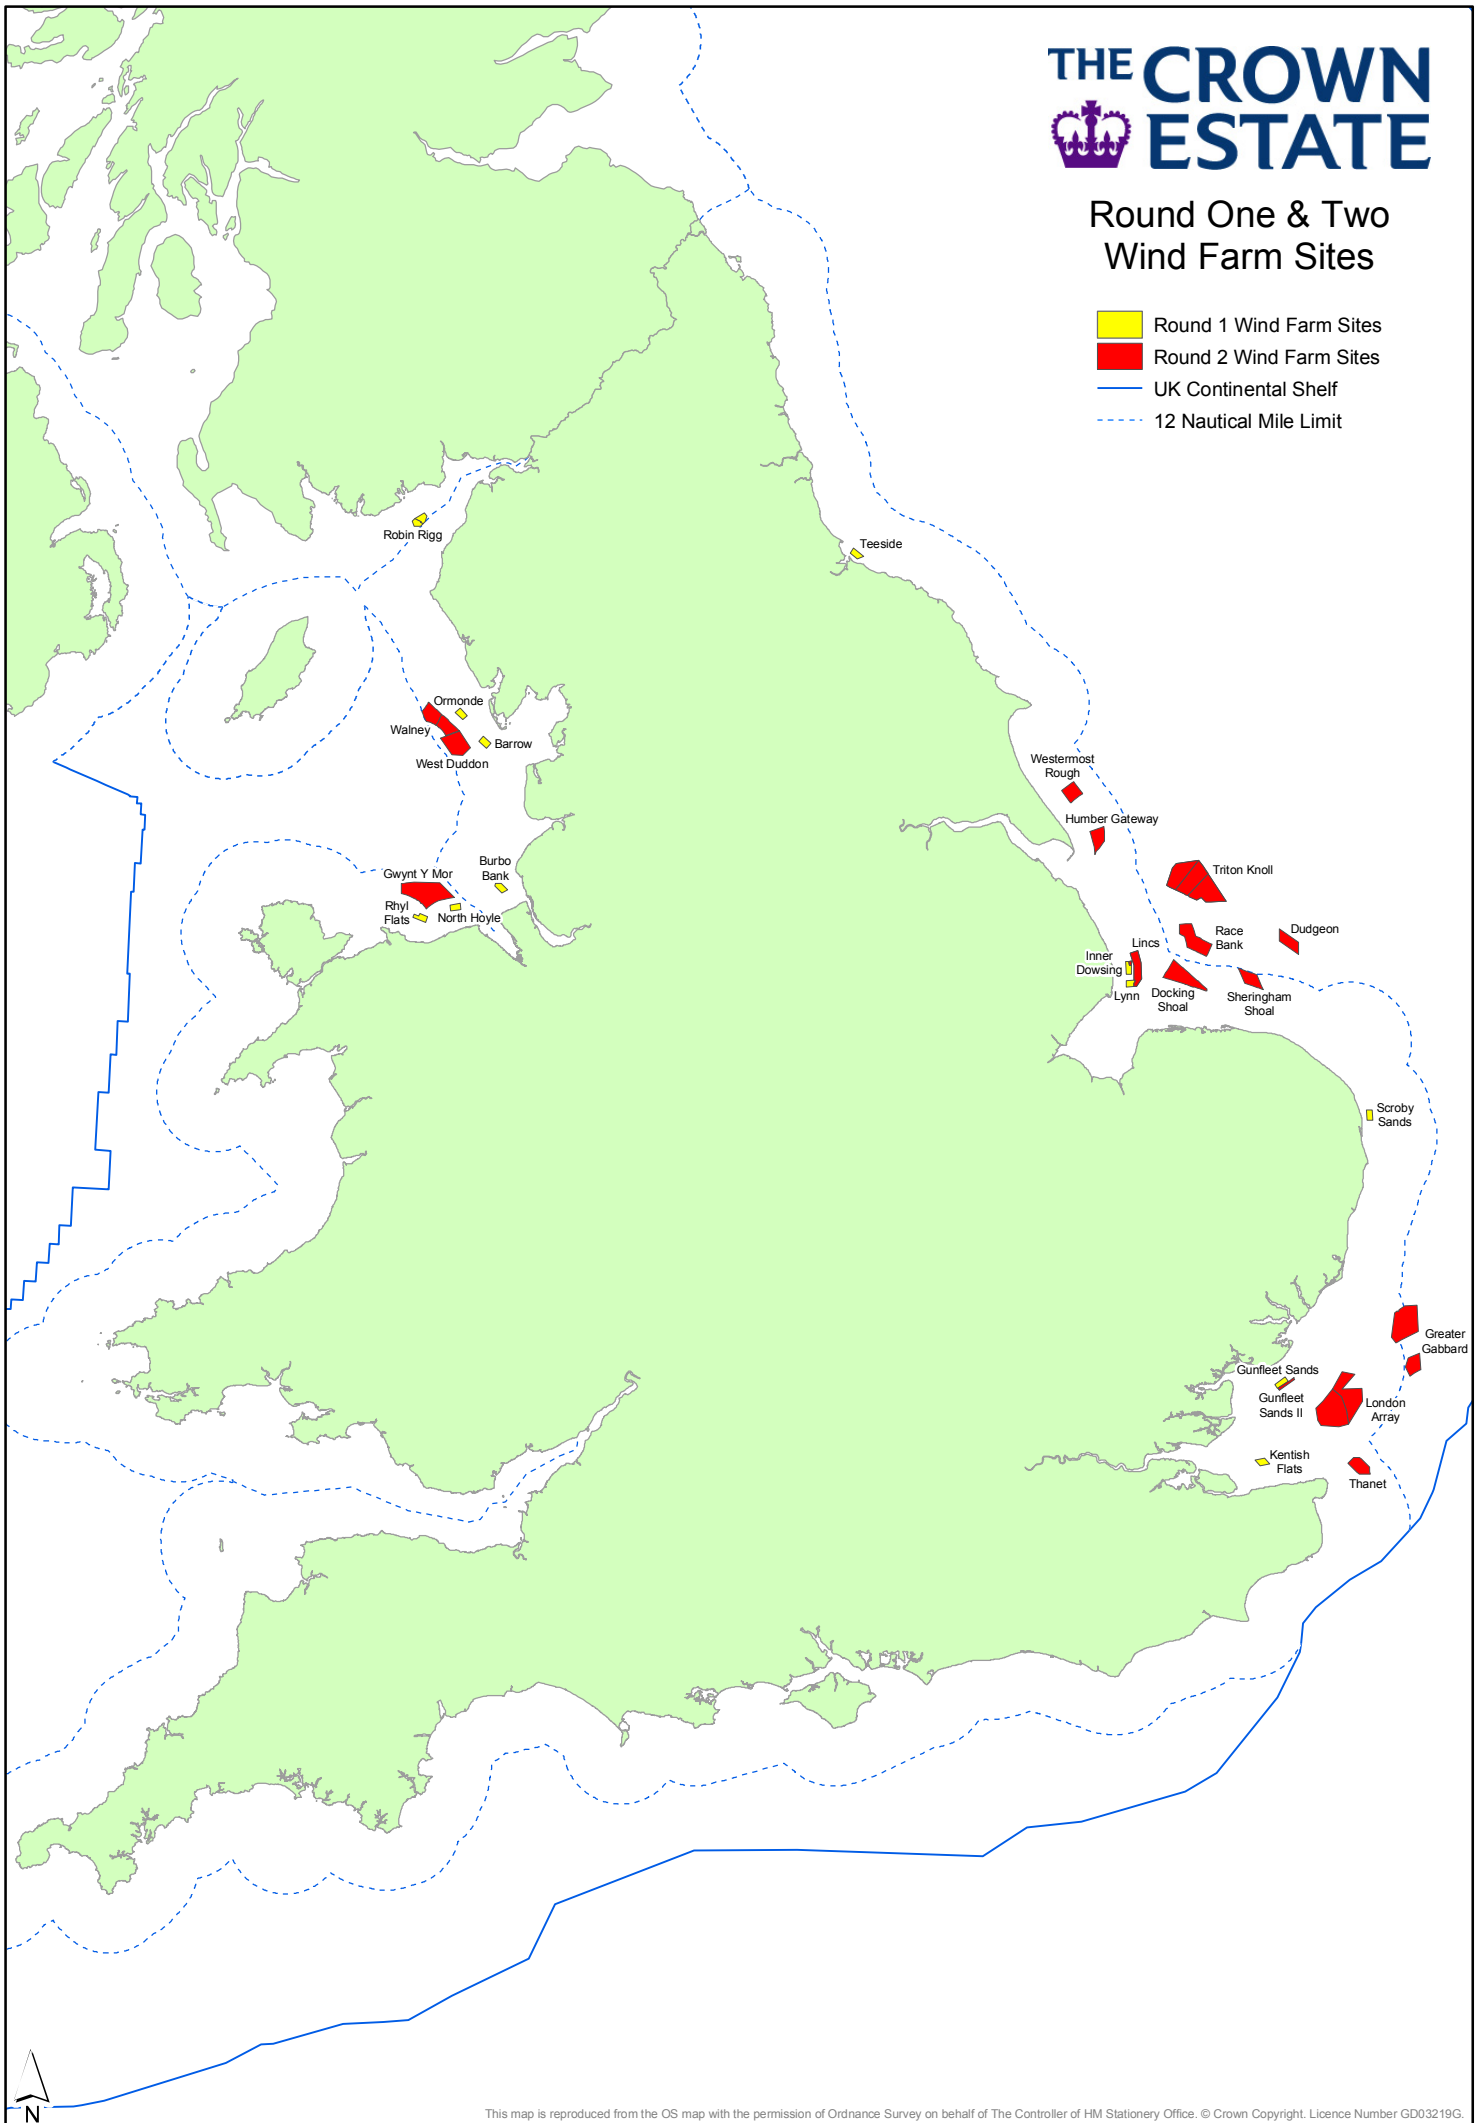 THE CROWN
ESTATE
Round One & Two
Wind Farm Sites
Round 1 Wind Farm Sites
Round 2 Wind Farm Sites
UK Continental Shelf
12 Nautical Mile Limit
Robin Rigg
Teeside
Ormonde
Walney
Barrow
West Duddon
Westermost
Rough
Humber Gateway
Burbo
Bank
Gwynt Y Mor
Rhyl
Flats
North Hoyle
Triton Knoll
Race
Bank
Dudgeon
Lincs
Inner
Dowsing
Lynn
Docking
Shoal
Sheringham
Shoal
Scroby
Sands
Greater
Gabbard
Gunfleet Sands
Gunfleet
Sands II
London
Array
Kentish
Flats
Thanet
N
This map is reproduced from the OS map with the permission of Ordnance Survey on behalf of The Controller of HM Stationery Office. © Crown Copyright. Licence Number GD03219G